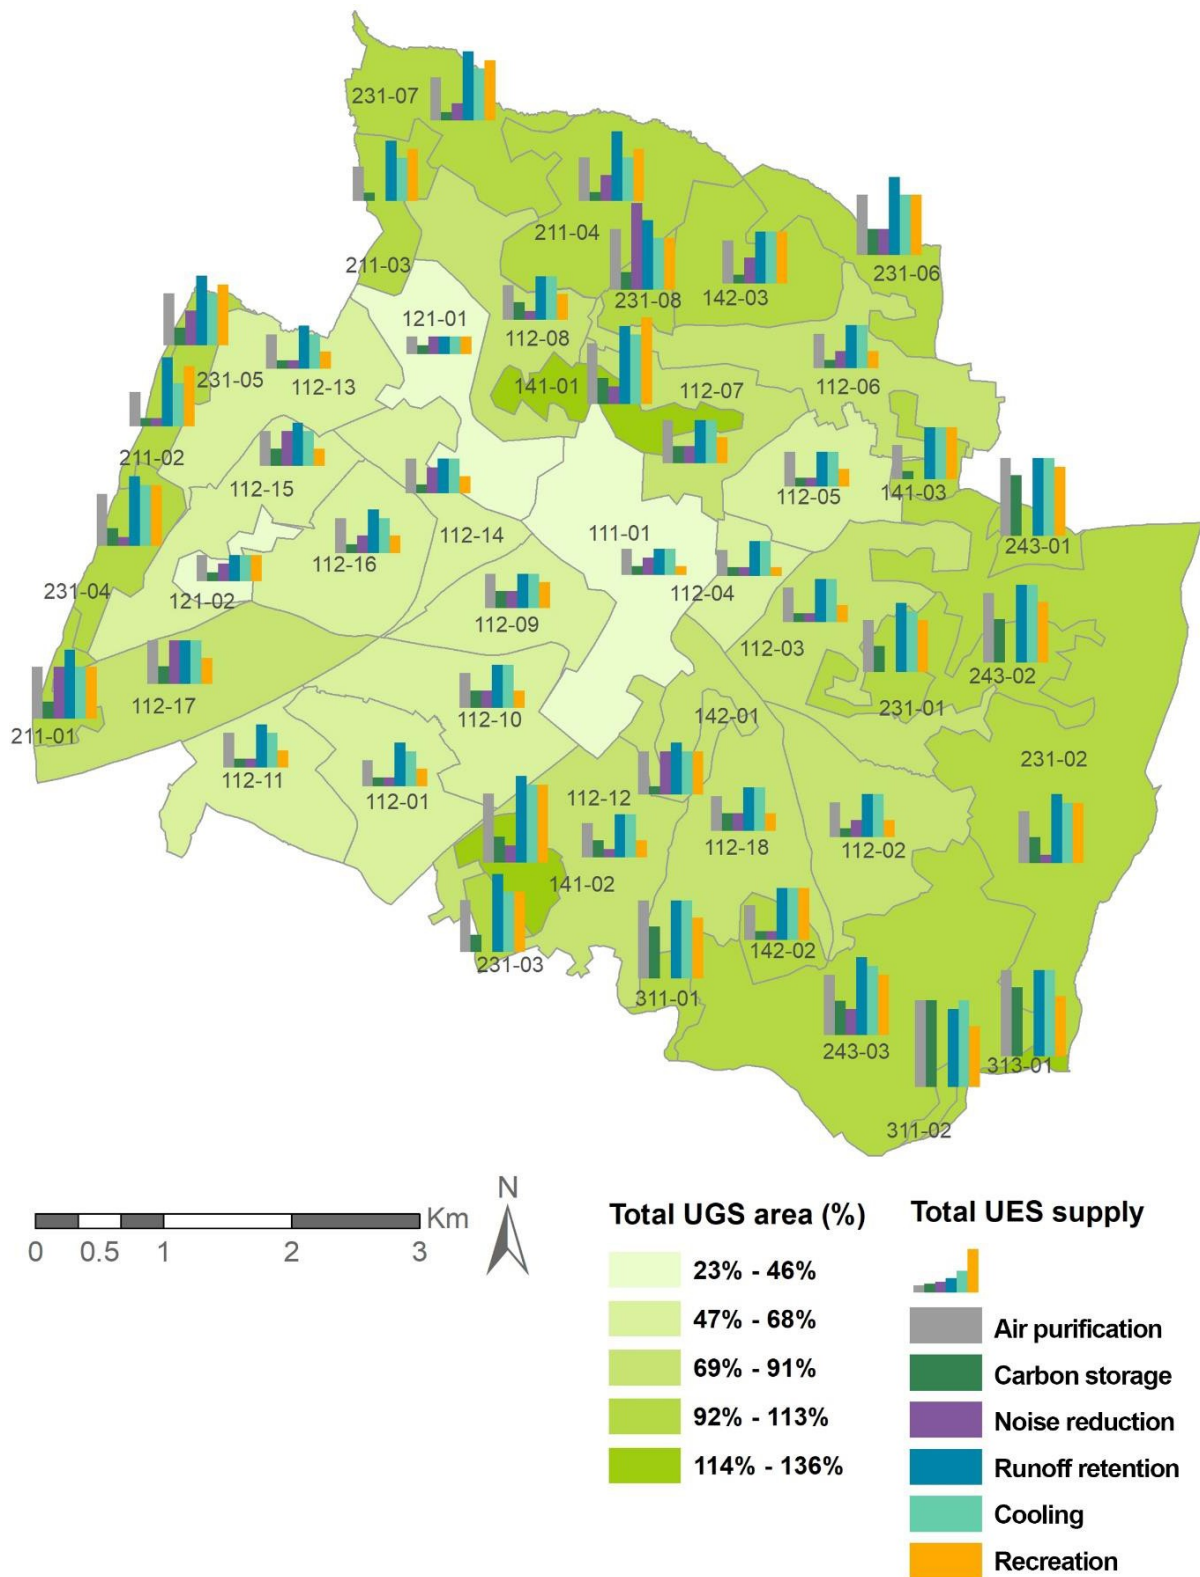 231-07
211-03
211-04
231-06
231-08
142-03
121-01
112-08
231-05
112-13
141-01
112-07
112-06
211-02
112-15
112-05
141-03
112-14
111-01
243-01
112-16
231-04
121-02
112-04
112-09
112-03
243-02
112-17
112-10
142-01
231-01
211-01
231-02
112-11
112-01
112-12
112-18
112-02
141-02
142-02
231-03
311-01
243-03
313-01
311-02
N
Km
0 0.5 1 2 3
Total UGS area (%)
23% - 46%
47% - 68%
69% - 91%
92% - 113%
114% - 136%
Total UES supply
Air purification
Carbon storage
Noise reduction
Runoff retention
Cooling
Recreation